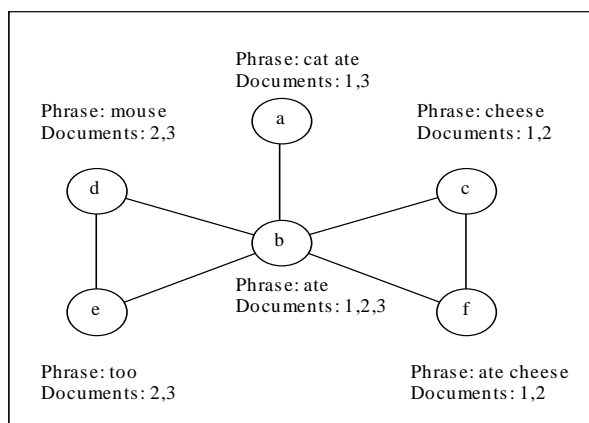 Phrase: cat ate
Documents: 1,3
a
Phrase: mouse
Documents: 2,3
Phrase: cheese
Documents: 1,2
d
c
b
Phrase: ate
Documents: 1,2,3
e
f
Phrase: too
Documents: 2,3
Phrase: ate cheese
Documents: 1,2